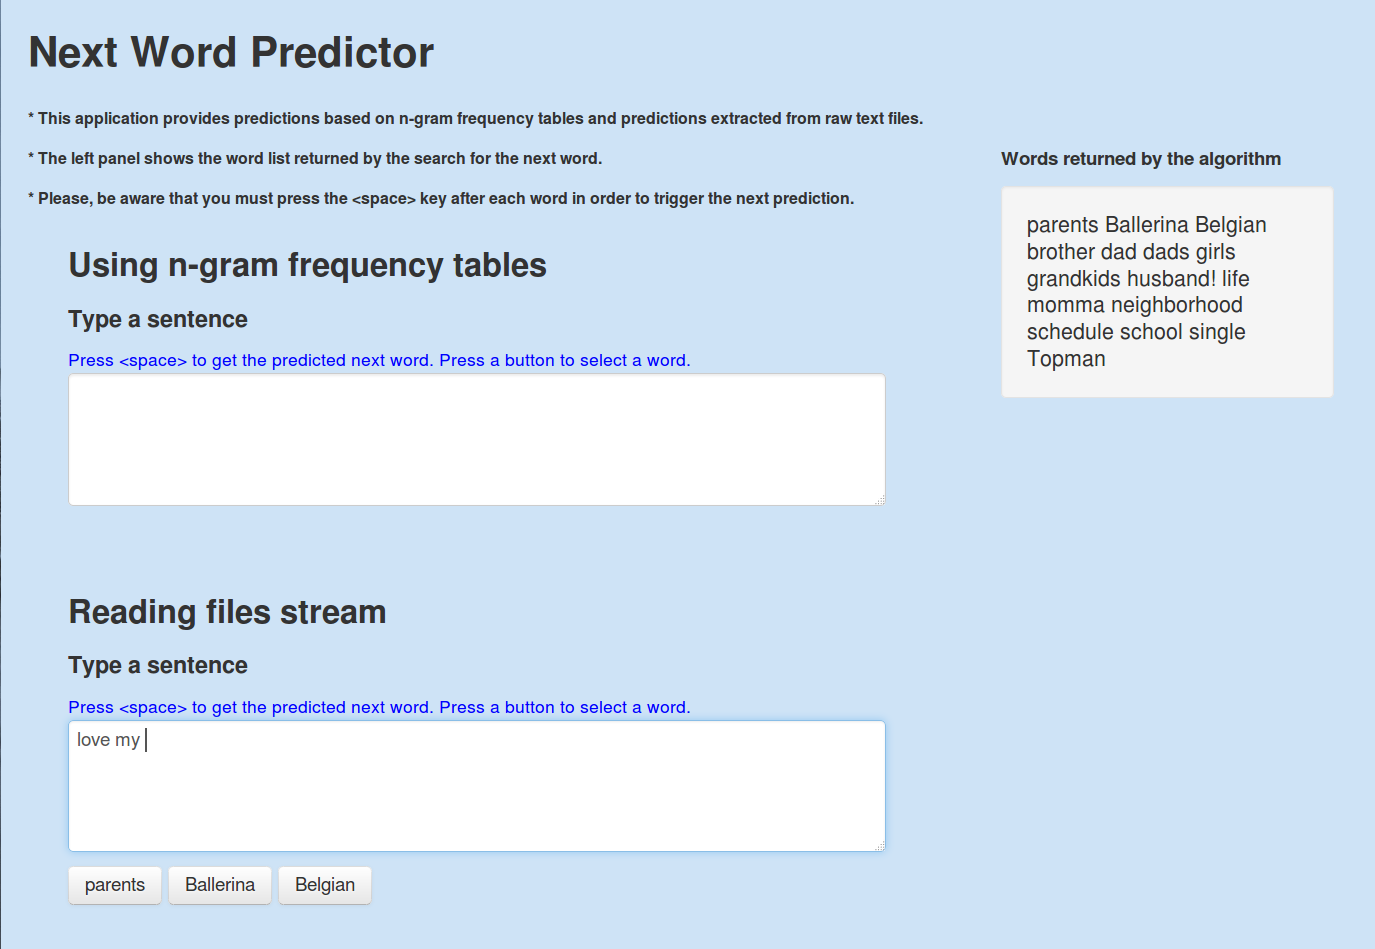 Next Word Predictor
* This application provides predictions based on n-gram frequency tables and predictions extracted from raw text files.
* The left panel shows the word list returned by the search for the next word.
* Please, be aware that you must press the <space> key after each word in order to trigger the next prediction.
Using n-gram frequency tables
Type a sentence
Press <space> to get the predicted next word. Press a button to select a word.
Reading files stream
Type a sentence
Press <space> to get the predicted next word. Press a button to select a word.
love my
parents Ballerina Belgian
Words returned by the algorithm
parents Ballerina Belgian
brother dad dads girls
grandkids husband! life
momma neighborhood
schedule school single
Topman